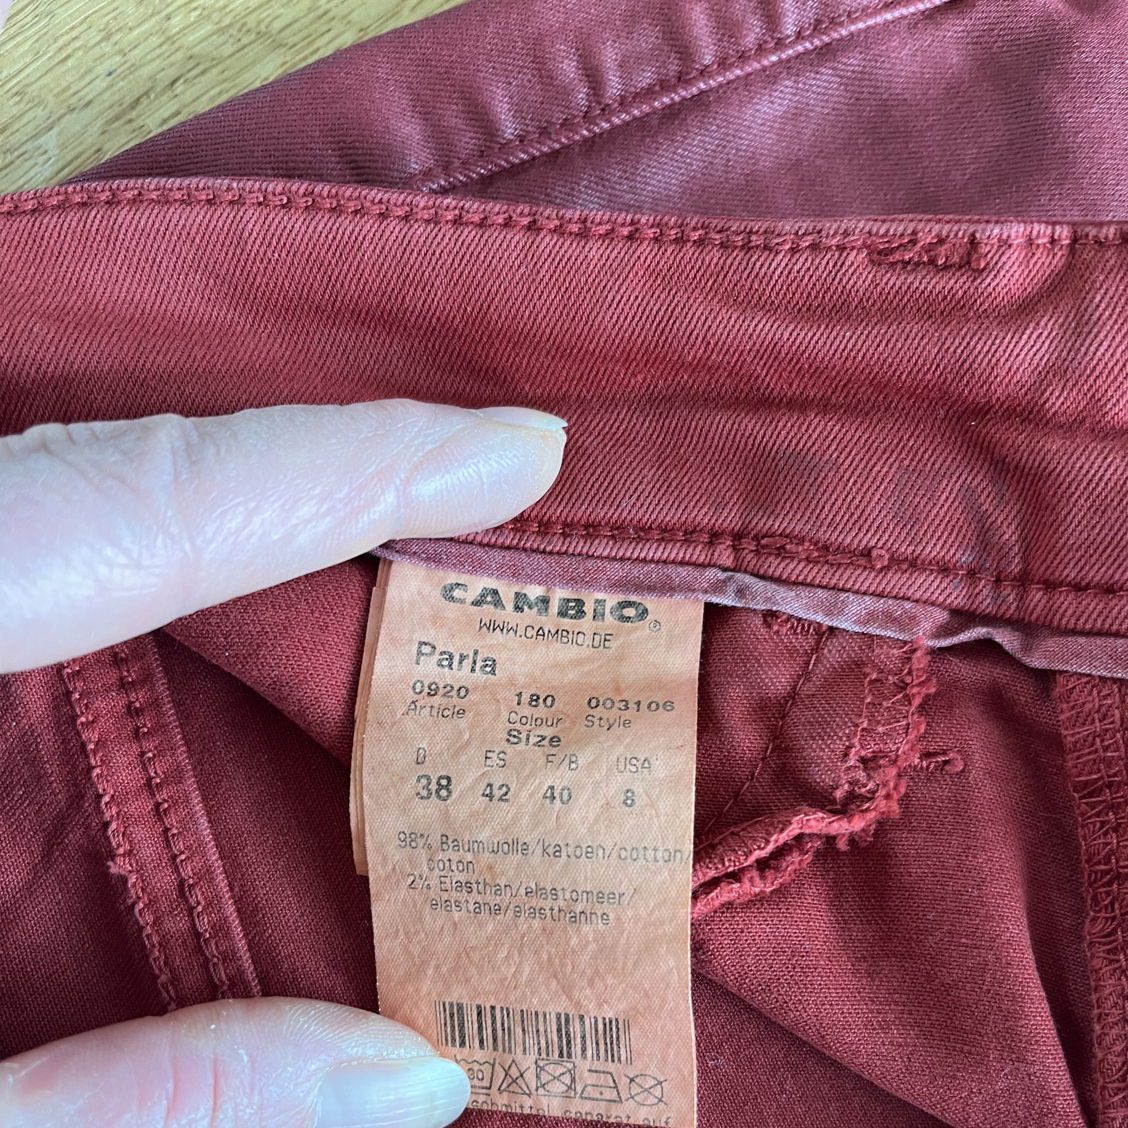 CAMBIO®
WWW.CAMBIO.DE
Parla
0920 180 003106
Article Colour Style
Size
D ES F/B USA
38 42 40 8
98% Baumwolle/katoen/cotton/
coton
2% Elasthan/elastomeer/
elastane/elasthanne
30